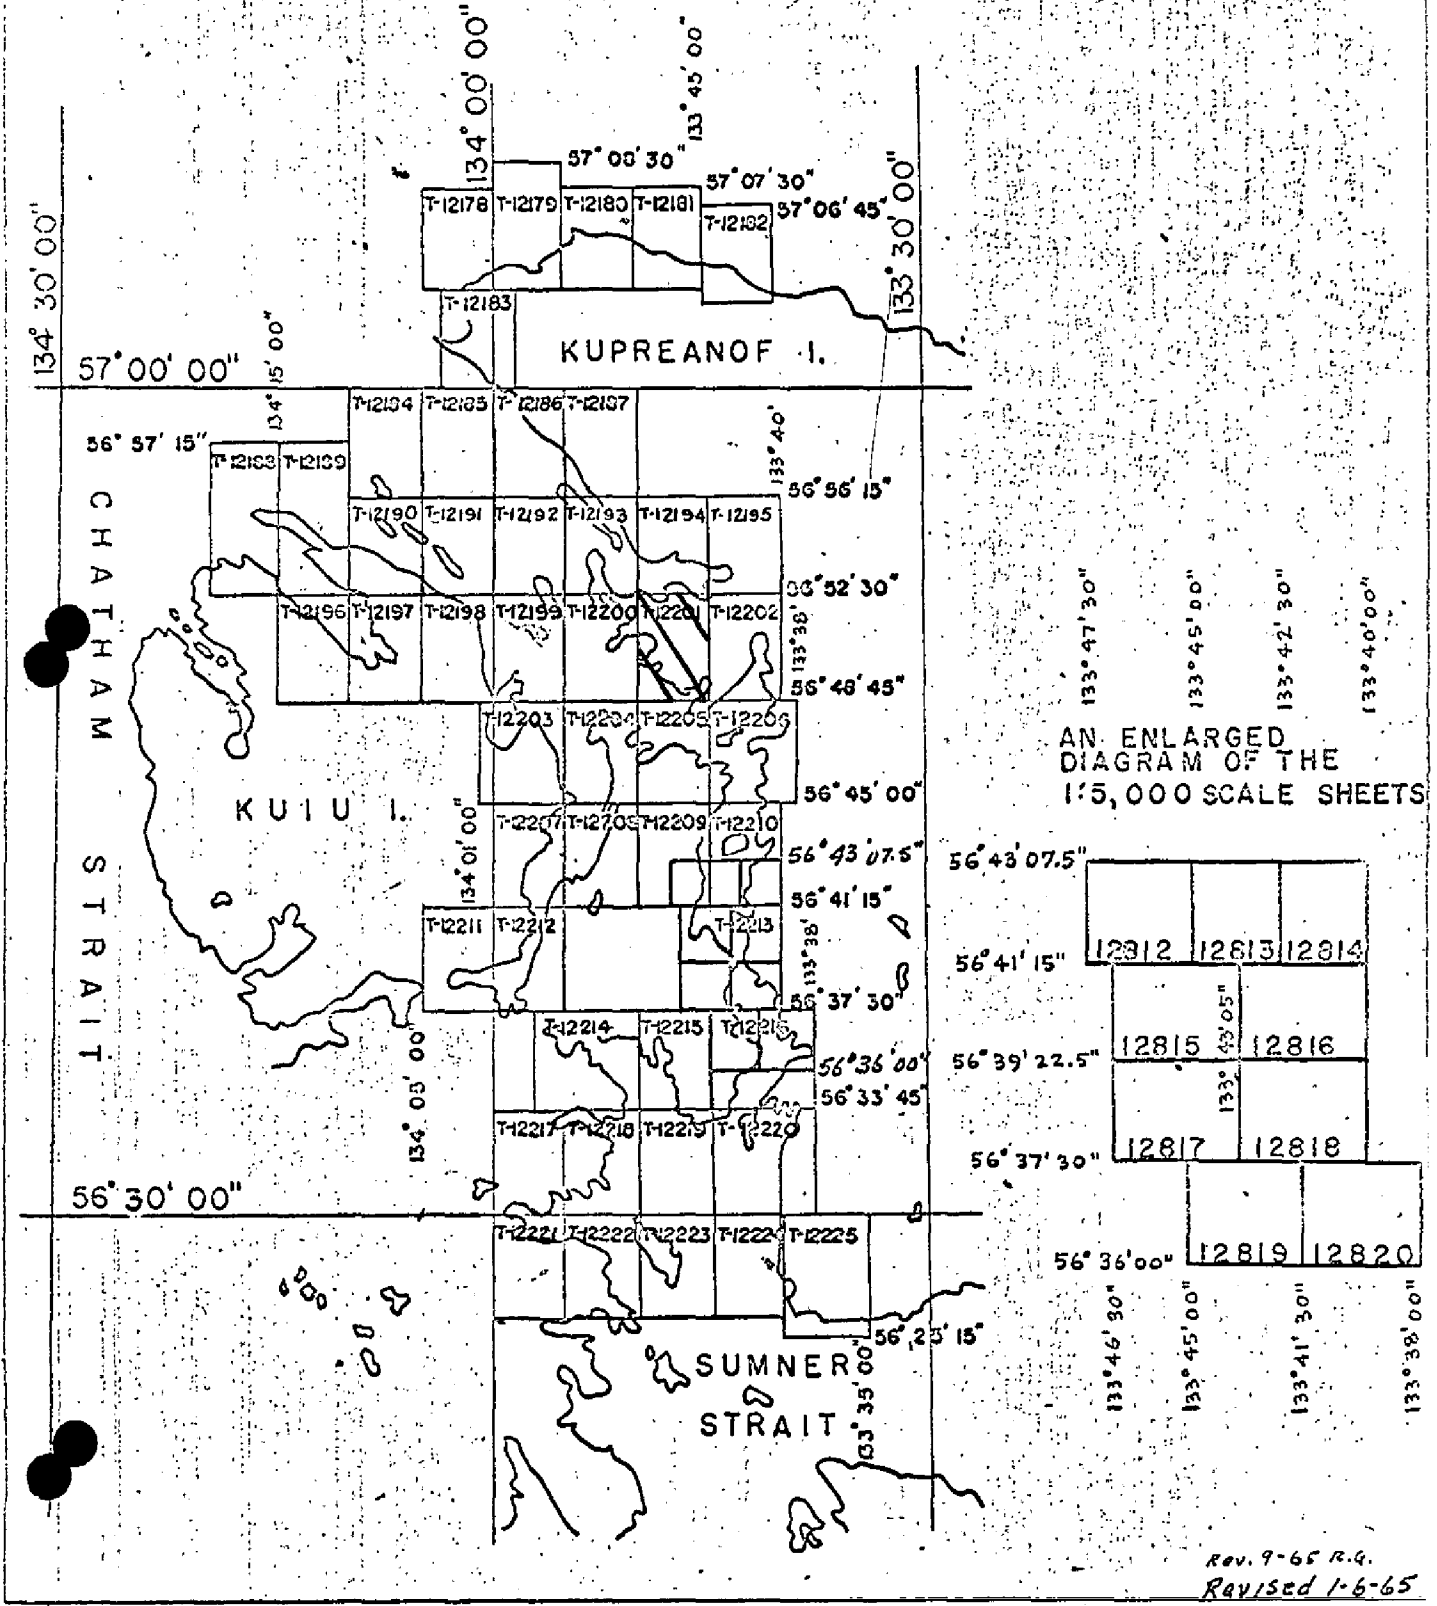 134° 00' 00"
133° 45' 00"
133° 30' 00"
134° 30' 00"
57° 08' 30"
57° 07' 30"
57° 06' 45"
T-12178 T-12179 T-12180 T-12181
T-12182
T-12183
KUPREANOF I.
134° 15' 00"
57° 00' 00"
T-12184 T-12185 T-12186 T-12187
133° 40'
56° 57' 15"
T-12188 T-12189
56° 56' 15"
T-12190 T-12191 T-12192 T-12193 T-12194 T-12195
56° 52' 30"
T-12196 T-12197 T-12198 T-12199 T-12200 T-12201 T-12202
133° 38'
56° 48' 45"
CHATHAM STRAIT
T-12203 T-12204 T-12205 T-12206
56° 45' 00"
KUIU I.
134° 01' 00"
T-12207 T-12208 T-12209 T-12210
56° 43' 07.5"
56° 41' 15"
T-12211 T-12212 T-12213
133° 38'
56° 37' 30"
T-12214 T-12215 T-12216
56° 36' 00"
56° 33' 45"
134° 03' 00"
T-12217 T-12218 T-12219 T-12220
56° 30' 00"
T-12221 T-12222 T-12223 T-12224 T-12225
56° 23' 15"
SUMNER
STRAIT
133° 35' 00"
133° 47' 30"
133° 45' 00"
133° 42' 30"
133° 40' 00"
AN ENLARGED
DIAGRAM OF THE
1:5,000 SCALE SHEETS
56° 43' 07.5"
12812 12813 12814
56° 41' 15"
133° 43' 05"
12815 12816
56° 39' 22.5"
12817 12818
56° 37' 30"
12819 12820
56° 36' 00"
133° 46' 30"
133° 45' 00"
133° 41' 30"
133° 38' 00"
Rev. 9-65 R.G.
Revised 1-6-65